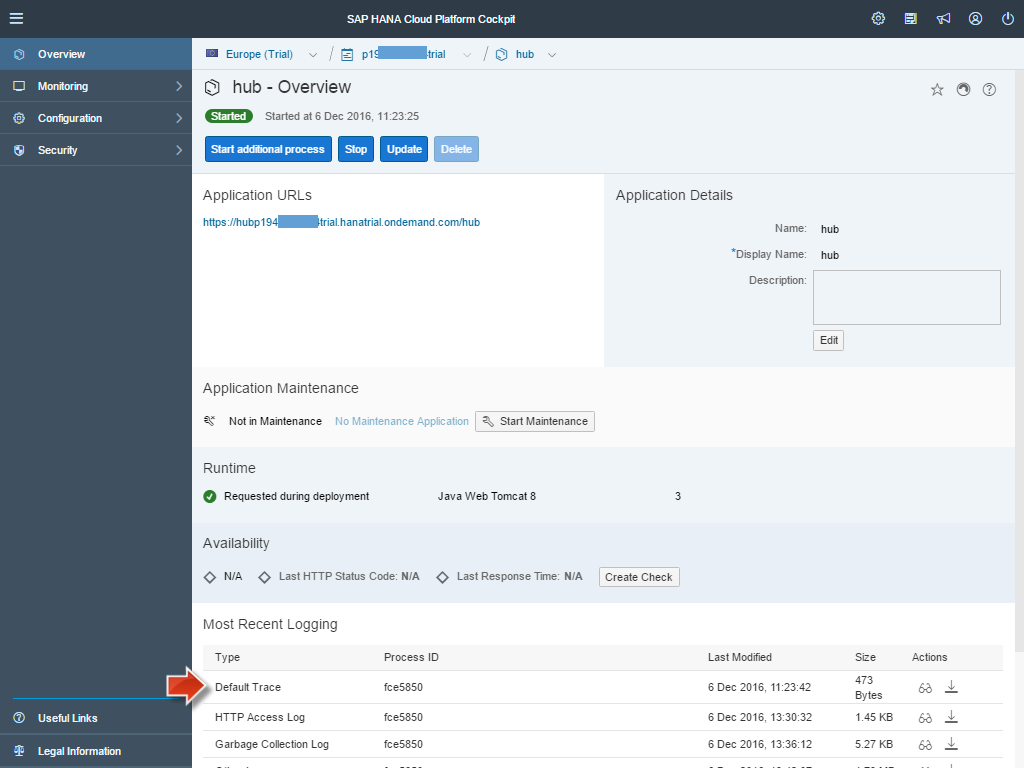 SAP HANA Cloud Platform Cockpit
Overview
Monitoring
Configuration
Security
Useful Links
Legal Information
Europe (Trial) / p19 trial / hub
hub - Overview
Started Started at 6 Dec 2016, 11:23:25
Start additional process Stop Update Delete
Application URLs
https://hubp194 trial.hanatrial.ondemand.com/hub
Application Details
Name: hub
*Display Name: hub
Description:
Edit
Application Maintenance
Not in Maintenance No Maintenance Application Start Maintenance
Runtime
Requested during deployment Java Web Tomcat 8 3
Availability
N/A Last HTTP Status Code: N/A Last Response Time: N/A Create Check
Most Recent Logging
Type Process ID Last Modified Size Actions
Default Trace fce5850 6 Dec 2016, 11:23:42 473 Bytes
HTTP Access Log fce5850 6 Dec 2016, 13:30:32 1.45 KB
Garbage Collection Log fce5850 6 Dec 2016, 13:36:12 5.27 KB